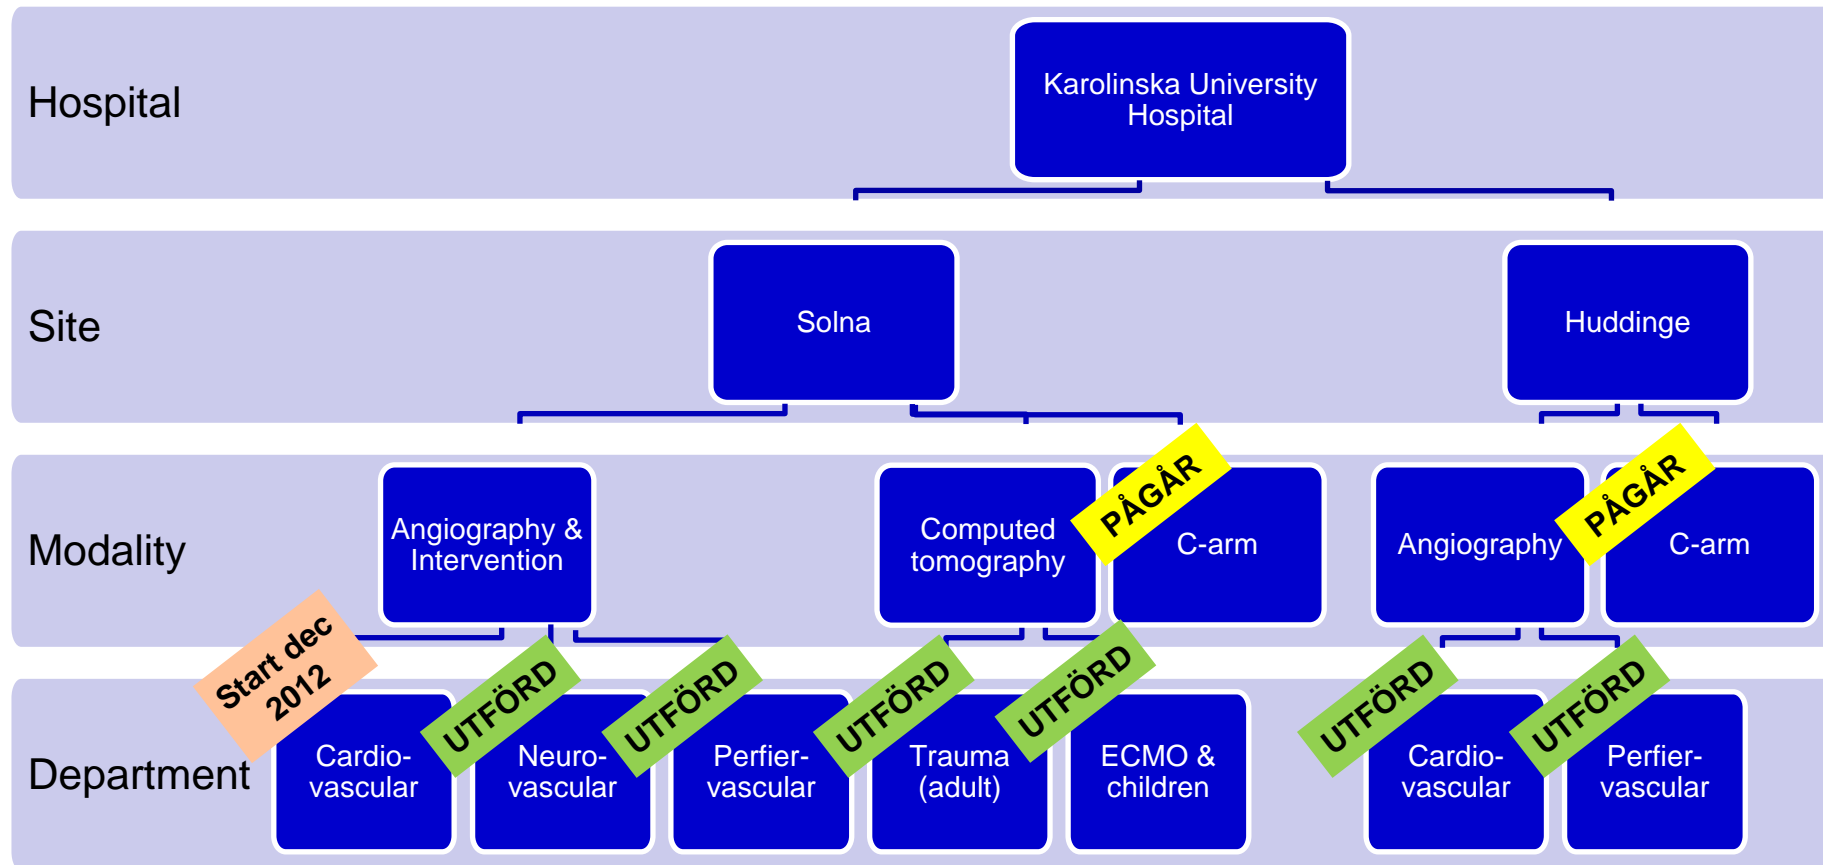 Hospital
Karolinska University
Hospital
Site
Solna
Huddinge
Modality
Angiography &
Intervention
Computed
tomography
PÅGÅR
C-arm
Angiography
PÅGÅR
C-arm
Department
Start dec
2012
Cardio-
vascular
UTFÖRD
Neuro-
vascular
UTFÖRD
Perfier-
vascular
UTFÖRD
Trauma
(adult)
UTFÖRD
ECMO &
children
UTFÖRD
Cardio-
vascular
UTFÖRD
Perfier-
vascular